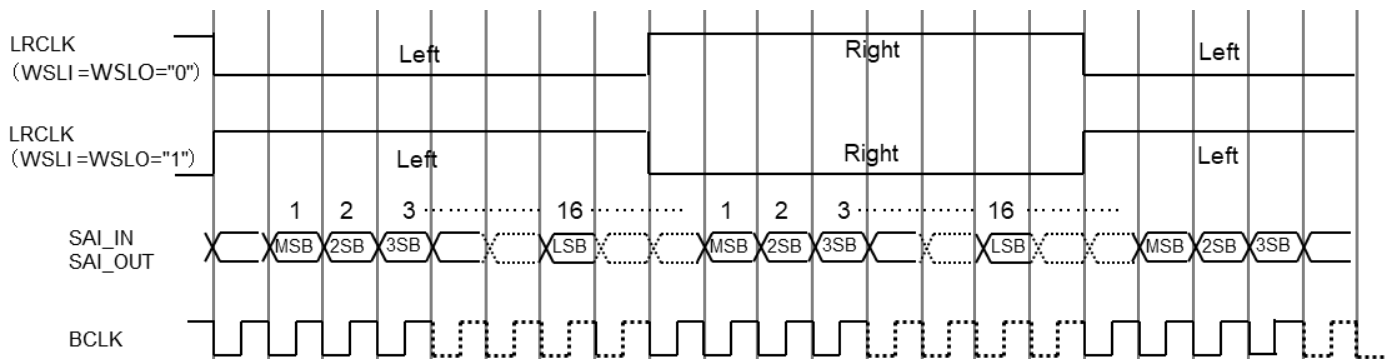 LRCLK
（WSLI =WSLO="0"）
Left
Right
Left
LRCLK
（WSLI=WSLO="1"）
Left
Right
Left
1 2 3 ··············· 16 ············ 1 2 3 ··············· 16 ············
SAI_IN
SAI_OUT
MSB 2SB 3SB LSB MSB 2SB 3SB LSB MSB 2SB 3SB
BCLK